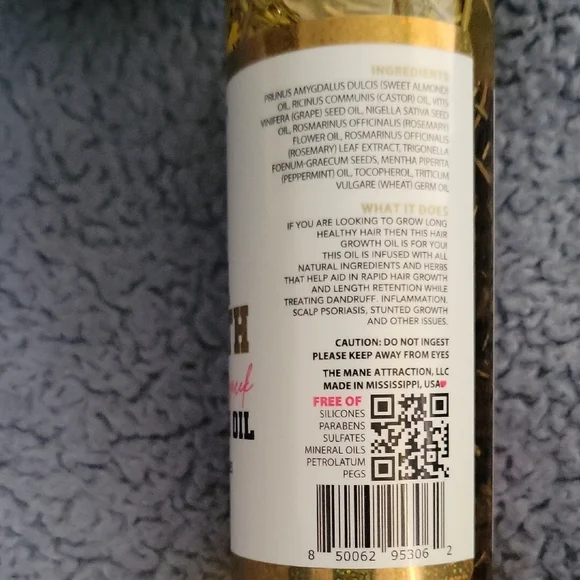 INGREDIENTS
PRUNUS AMYGDALUS DULCIS (SWEET ALMOND)
OIL, RICINUS COMMUNIS (CASTOR) OIL, VITIS
VINIFERA (GRAPE) SEED OIL, NIGELLA SATIVA SEED
OIL, ROSMARINUS OFFICINALIS (ROSEMARY)
FLOWER OIL, ROSMARINUS OFFICINALIS
(ROSEMARY) LEAF EXTRACT, TRIGONELLA
FOENUM-GRAECUM SEEDS, MENTHA PIPERITA
(PEPPERMINT) OIL, TOCOPHEROL, TRITICUM
VULGARE (WHEAT) GERM OIL
WHAT IT DOES
IF YOU ARE LOOKING TO GROW LONG
HEALTHY HAIR THEN THIS HAIR
GROWTH OIL IS FOR YOU!
THIS OIL IS INFUSED WITH ALL
NATURAL INGREDIENTS AND HERBS
THAT HELP AID IN RAPID HAIR GROWTH
AND LENGTH RETENTION WHILE
TREATING DANDRUFF, INFLAMMATION,
SCALP PSORIASIS, STUNTED GROWTH
AND OTHER ISSUES.
CAUTION: DO NOT INGEST
PLEASE KEEP AWAY FROM EYES
THE MANE ATTRACTION, LLC
MADE IN MISSISSIPPI, USA
FREE OF
SILICONES
PARABENS
SULFATES
MINERAL OILS
PETROLATUM
PEGS
8 50062 95306 2
TH
OIL